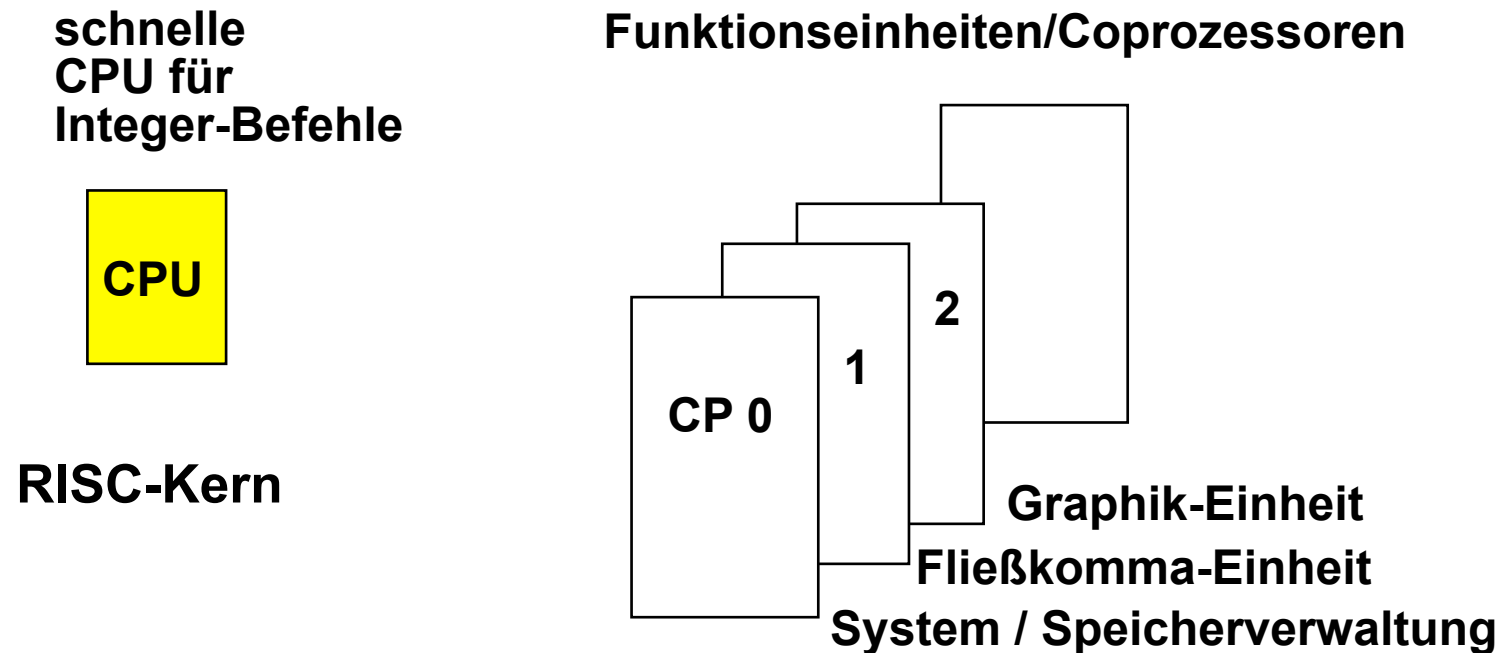 schnelle
CPU für
Integer-Befehle
CPU
RISC-Kern
Funktionseinheiten/Coprozessoren
2
1
CP 0
Graphik-Einheit
Fließkomma-Einheit
System / Speicherverwaltung